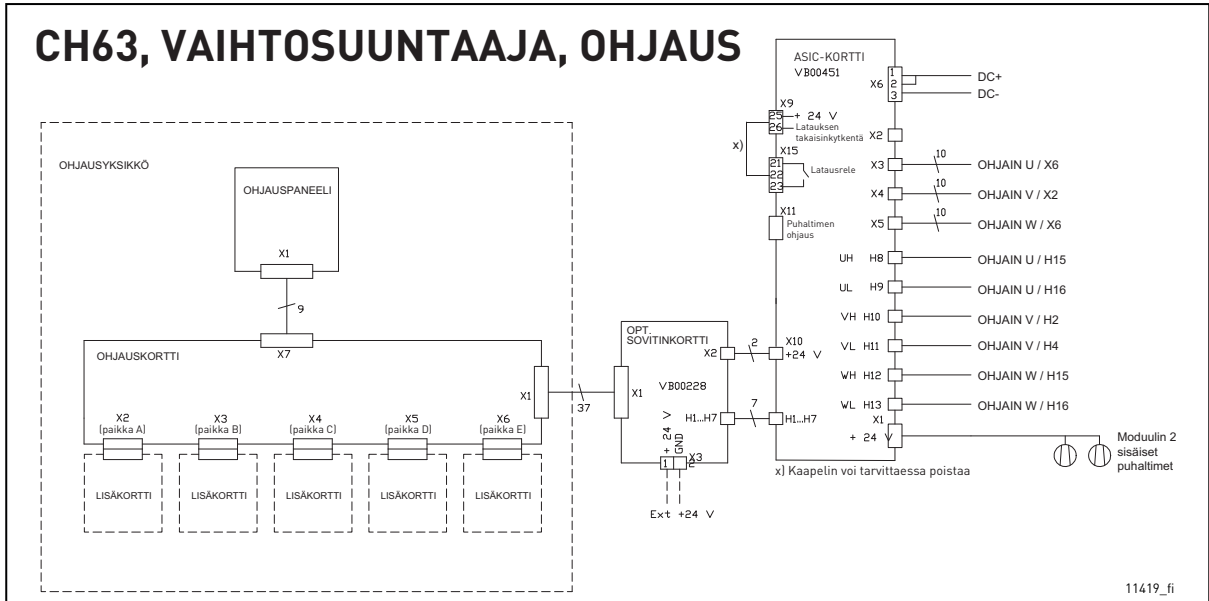 CH63, VAIHTOSUUNTAAJA, OHJAUS
OHJAUSYKSIKKÖ
OHJAUSPANEELI
X1
9
X7
OHJAUSKORTTI
X1
37
X2
(paikka A)
X3
(paikka B)
X4
(paikka C)
X5
(paikka D)
X6
(paikka E)
LISÄKORTTI
LISÄKORTTI
LISÄKORTTI
LISÄKORTTI
LISÄKORTTI
OPT.
SOVITINKORTTI
X2
2
X1
VB00228
H1...H7
7
+ 24 V
GND
X3
1
2
Ext +24 V
ASIC-KORTTI
VB00451
X6
1
2
3
DC+
DC-
X9
25
+ 24 V
26
Latauksen
takaisinkytkentä
x)
X15
21
22
23
Latausrele
X11
Puhaltimen
ohjaus
X2
X3
10
OHJAIN U / X6
X4
10
OHJAIN V / X2
X5
10
OHJAIN W / X6
UH H8
OHJAIN U / H15
UL H9
OHJAIN U / H16
VH H10
OHJAIN V / H2
VL H11
OHJAIN V / H4
WH H12
OHJAIN W / H15
WL H13
OHJAIN W / H16
X10
+24 V
H1...H7
X1
+ 24 V
Moduulin 2
sisäiset
puhaltimet
x) Kaapelin voi tarvittaessa poistaa
11419_fi